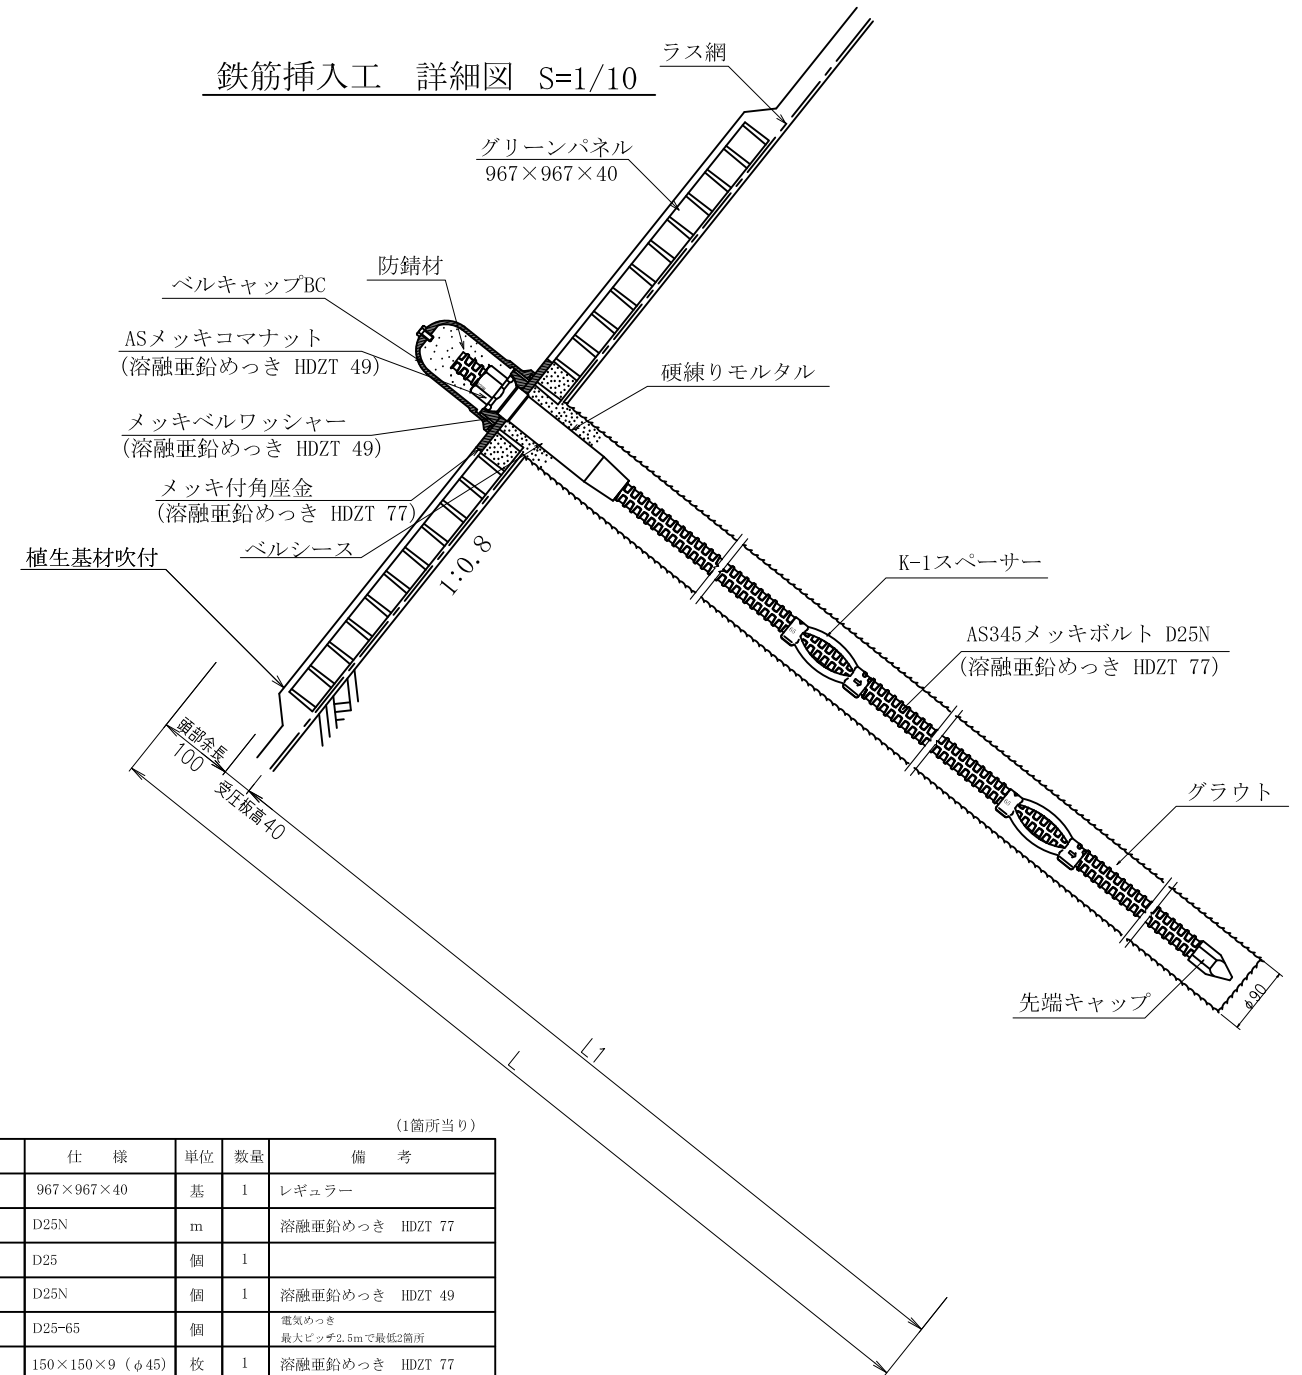 鉄筋挿入工　詳細図　S=1/10
ラス網
グリーンパネル
967×967×40
防錆材
ベルキャップBC
ASメッキコマナット
(溶融亜鉛めっき HDZT 49)
硬練りモルタル
メッキベルワッシャー
(溶融亜鉛めっき HDZT 49)
メッキ付角座金
(溶融亜鉛めっき HDZT 77)
ベルシース
植生基材吹付
1:0.8
K-1スペーサー
AS345メッキボルト D25N
(溶融亜鉛めっき HDZT 77)
頭部余長
100
受圧板高40
グラウト
先端キャップ
φ90
L1
L
(1箇所当り)
仕　様 単位 数量 備　考
967×967×40 基 1 レギュラー
D25N m 溶融亜鉛めっき HDZT 77
D25 個 1
D25N 個 1 溶融亜鉛めっき HDZT 49
D25-65 個 電気めっき
最大ピッチ2.5mで最低2箇所
150×150×9 (φ45) 枚 1 溶融亜鉛めっき HDZT 77